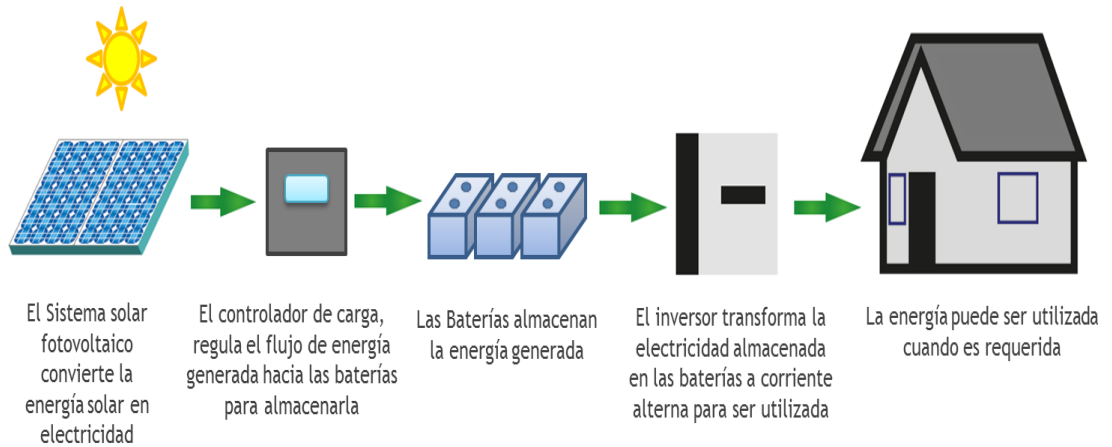 El Sistema solar
fotovoltaico
convierte la
energía solar en
electricidad
El controlador de carga,
regula el flujo de energía
generada hacia las baterías
para almacenarla
Las Baterías almacenan
la energía generada
El inversor transforma la
electricidad almacenada
en las baterías a corriente
alterna para ser utilizada
La energía puede ser utilizada
cuando es requerida